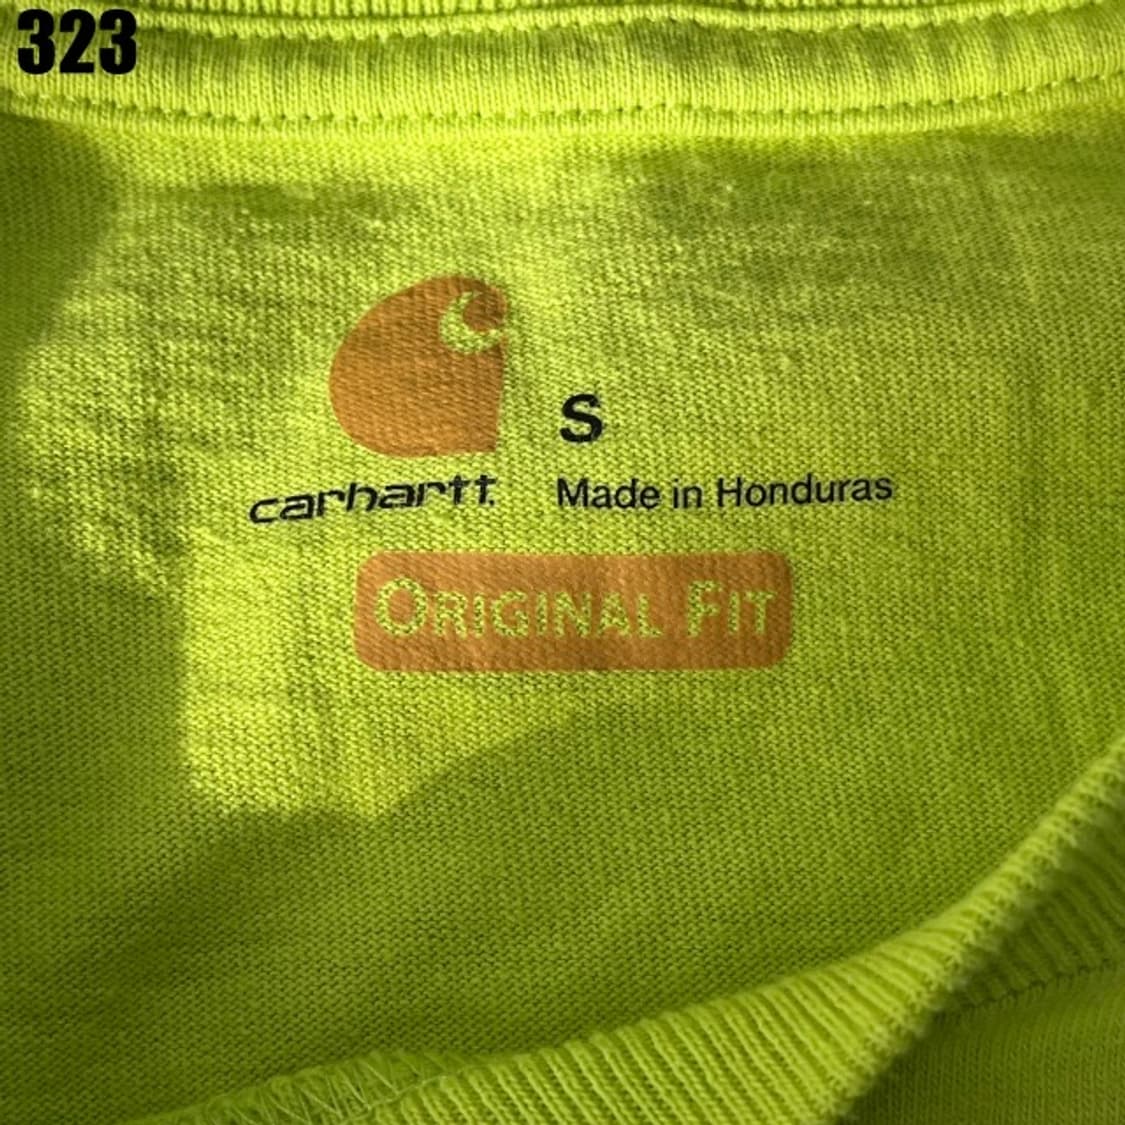 323
S
carhartt.
Made in Honduras
ORIGINAL FIT